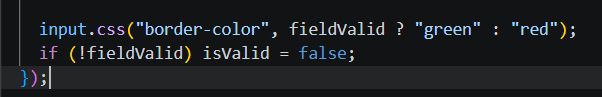 input.css("border-color", fieldValid ? "green" : "red");
if (!fieldValid) isValid = false;
});